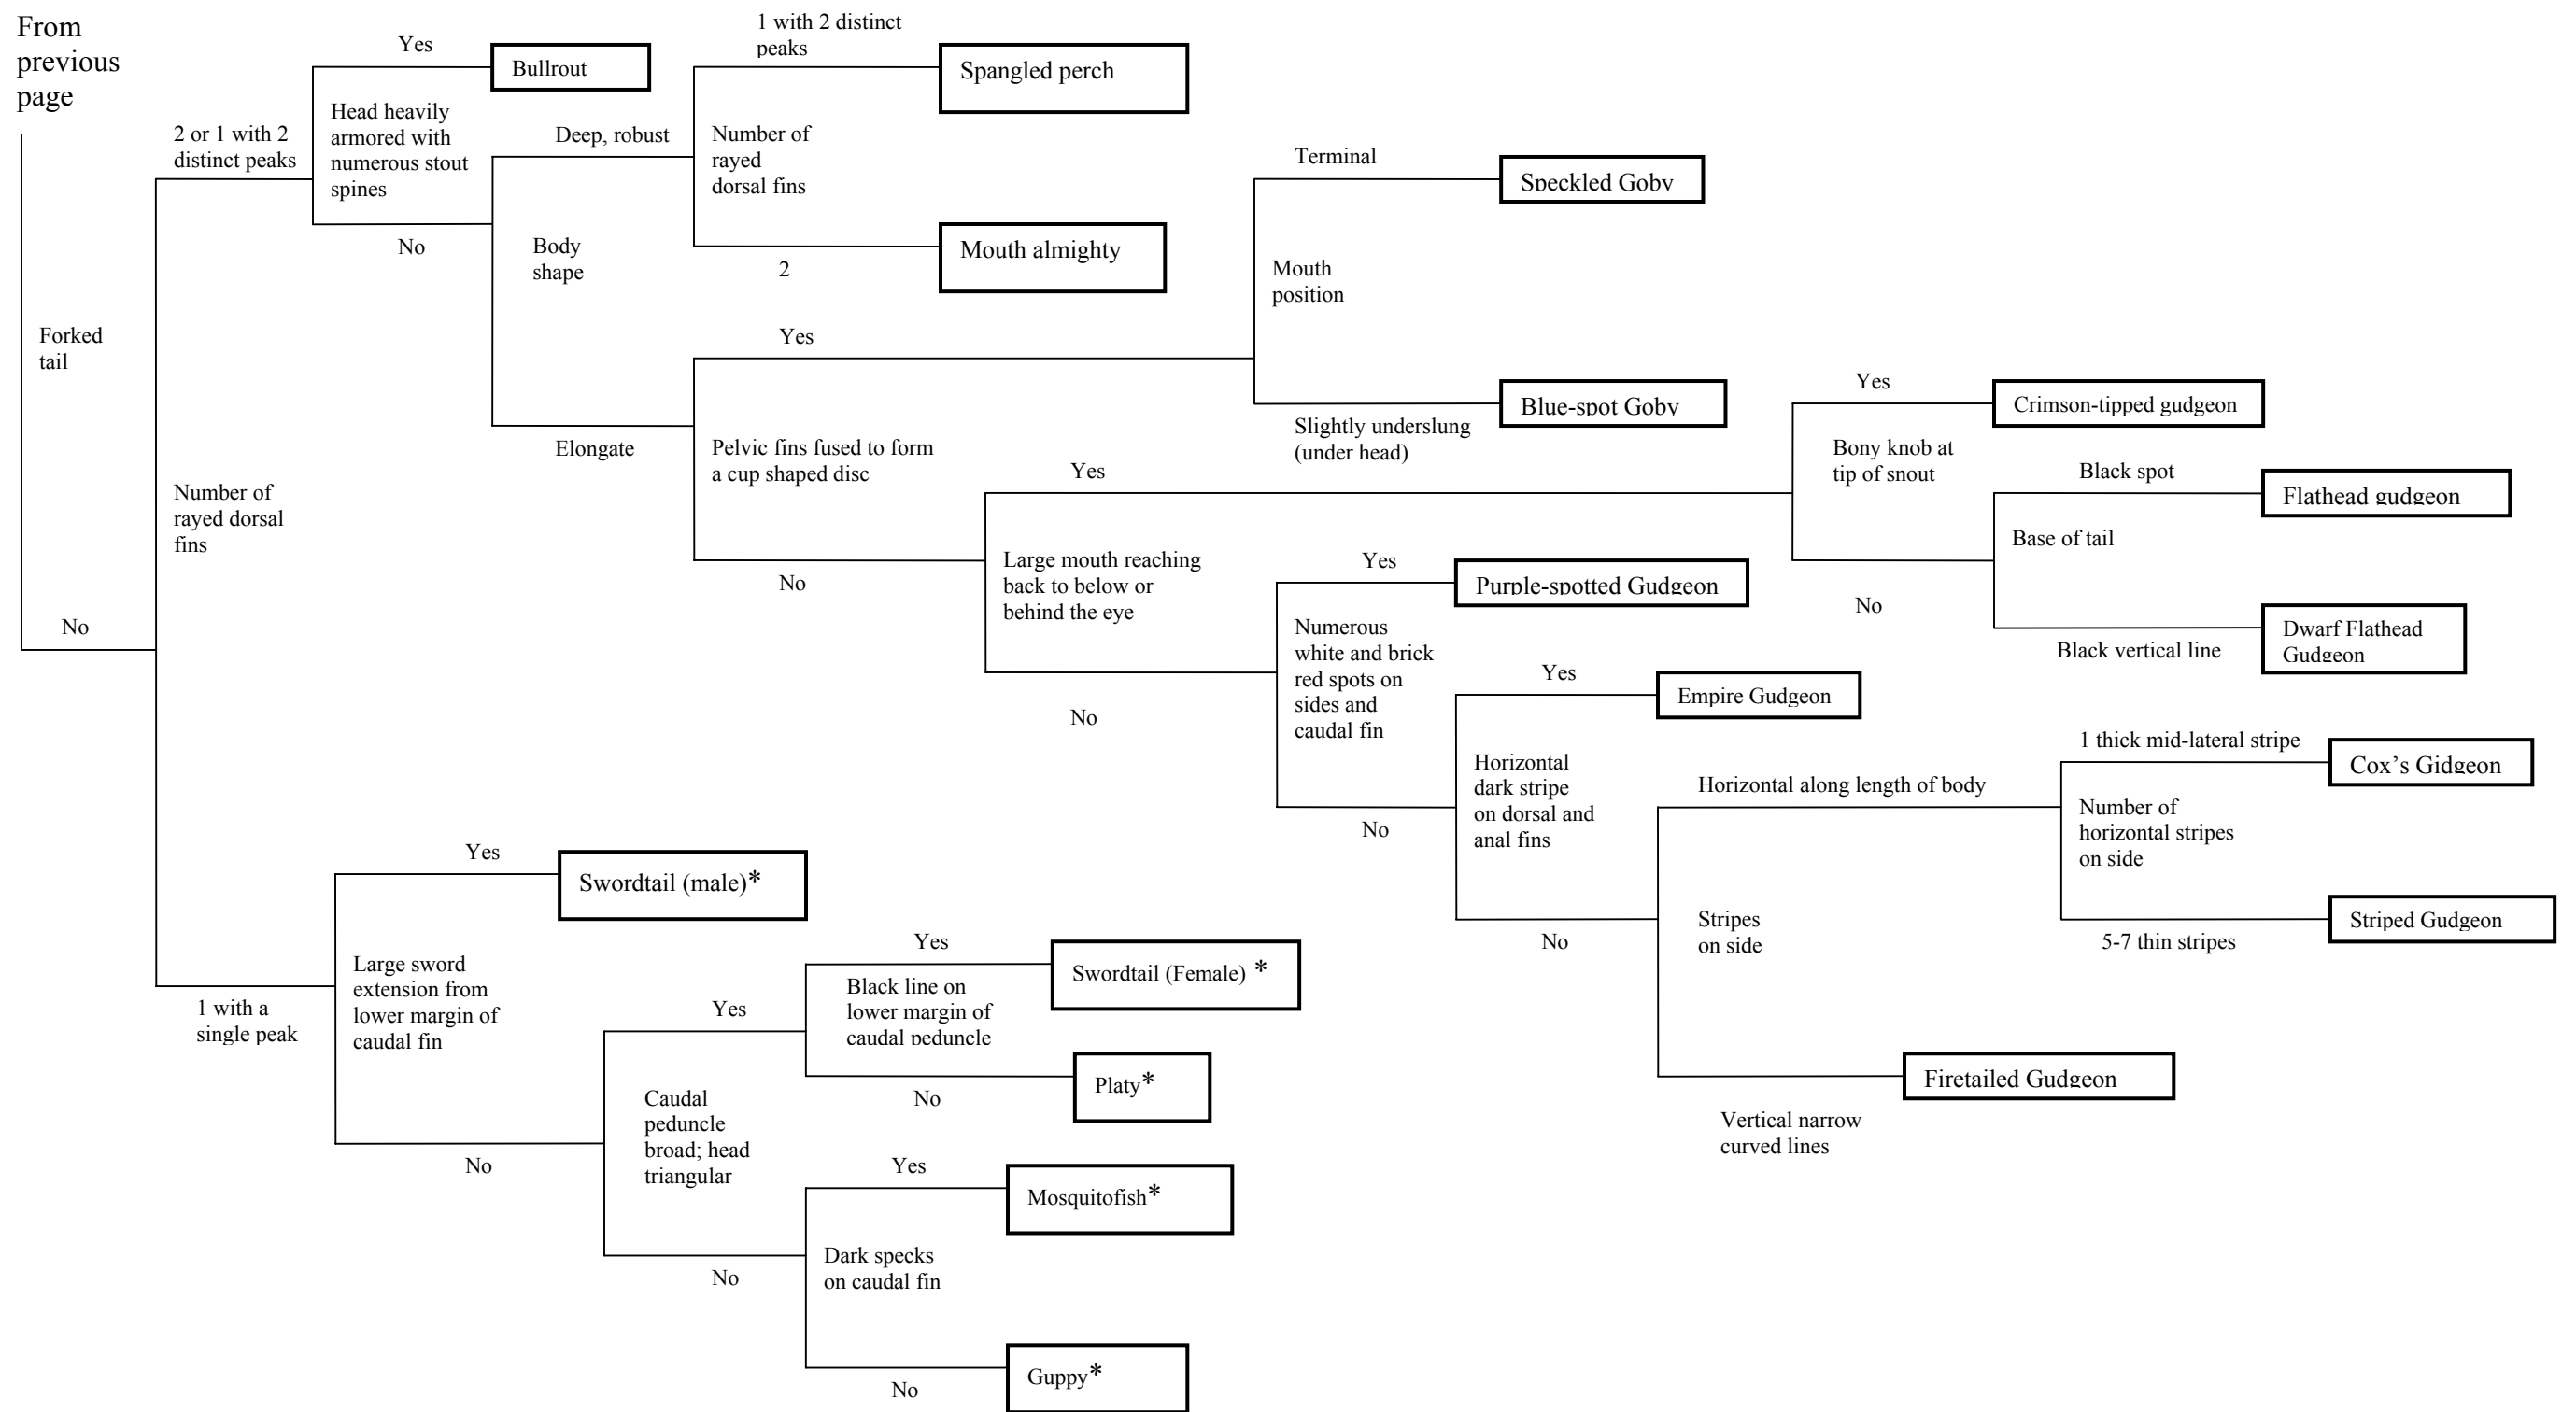 From
previous
page
Forked
tail
No
2 or 1 with 2
distinct peaks
Number of
rayed dorsal
fins
1 with a
single peak
Yes
Bullrout
Head heavily
armored with
numerous stout
spines
No
Deep, robust
Body
shape
Elongate
1 with 2 distinct
peaks
Spangled perch
Number of
rayed
dorsal fins
2
Mouth almighty
Yes
Pelvic fins fused to form
a cup shaped disc
No
Terminal
Speckled Goby
Mouth
position
Slightly underslung
(under head)
Blue-spot Goby
Yes
Large mouth reaching
back to below or
behind the eye
No
Yes
Crimson-tipped gudgeon
Bony knob at
tip of snout
No
Black spot
Flathead gudgeon
Base of tail
Black vertical line
Dwarf Flathead
Gudgeon
Yes
Purple-spotted Gudgeon
Numerous
white and brick
red spots on
sides and
caudal fin
No
Yes
Empire Gudgeon
Horizontal
dark stripe
on dorsal and
anal fins
No
Horizontal along length of body
Stripes
on side
Vertical narrow
curved lines
Firetailed Gudgeon
1 thick mid-lateral stripe
Cox's Gidgeon
Number of
horizontal stripes
on side
5-7 thin stripes
Striped Gudgeon
Yes
Swordtail (male)*
Large sword
extension from
lower margin of
caudal fin
No
Yes
Caudal
peduncle
broad; head
triangular
No
Yes
Swordtail (Female) *
Black line on
lower margin of
caudal peduncle
No
Platy*
Yes
Mosquitofish*
Dark specks
on caudal fin
No
Guppy*